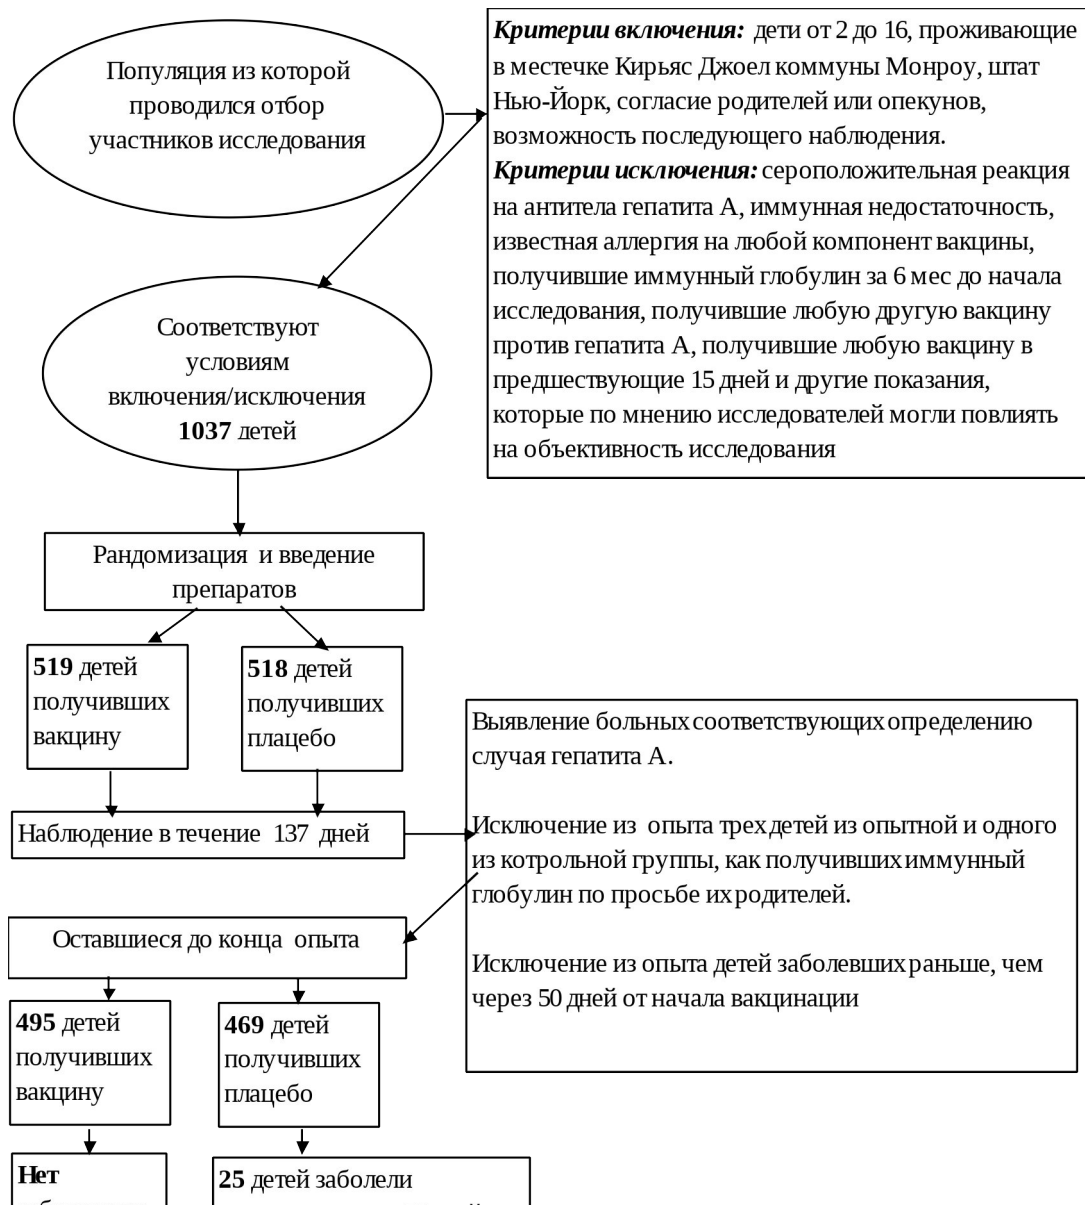 Популяция из которой
проводился отбор
участников исследования
Критерии включения: дети от 2 до 16, проживающие
в местечке Кирьяс Джоел коммуны Монроу, штат
Нью-Йорк, согласие родителей или опекунов,
возможность последующего наблюдения.
Критерии исключения: сероположительная реакция
на антитела гепатита А, иммунная недостаточность,
известная аллергия на любой компонент вакцины,
получившие иммунный глобулин за 6 мес до начала
исследования, получившие любую другую вакцину
против гепатита А, получившие любую вакцину в
предшествующие 15 дней и другие показания,
которые по мнению исследователей могли повлиять
на объективность исследования
Соответствуют
условиям
включения/исключения
1037 детей
Рандомизация и введение
препаратов
519 детей
получивших
вакцину
518 детей
получивших
плацебо
Наблюдение в течение 137 дней
Выявление больных соответствующих определению
случая гепатита А.
Исключение из опыта трех детей из опытной и одного
из котрольной группы, как получивших иммунный
глобулин по просьбе их родителей.
Исключение из опыта детей заболевших раньше, чем
через 50 дней от начала вакцинации
Оставшиеся до конца опыта
495 детей
получивших
вакцину
469 детей
получивших
плацебо
Нет
25 детей заболели